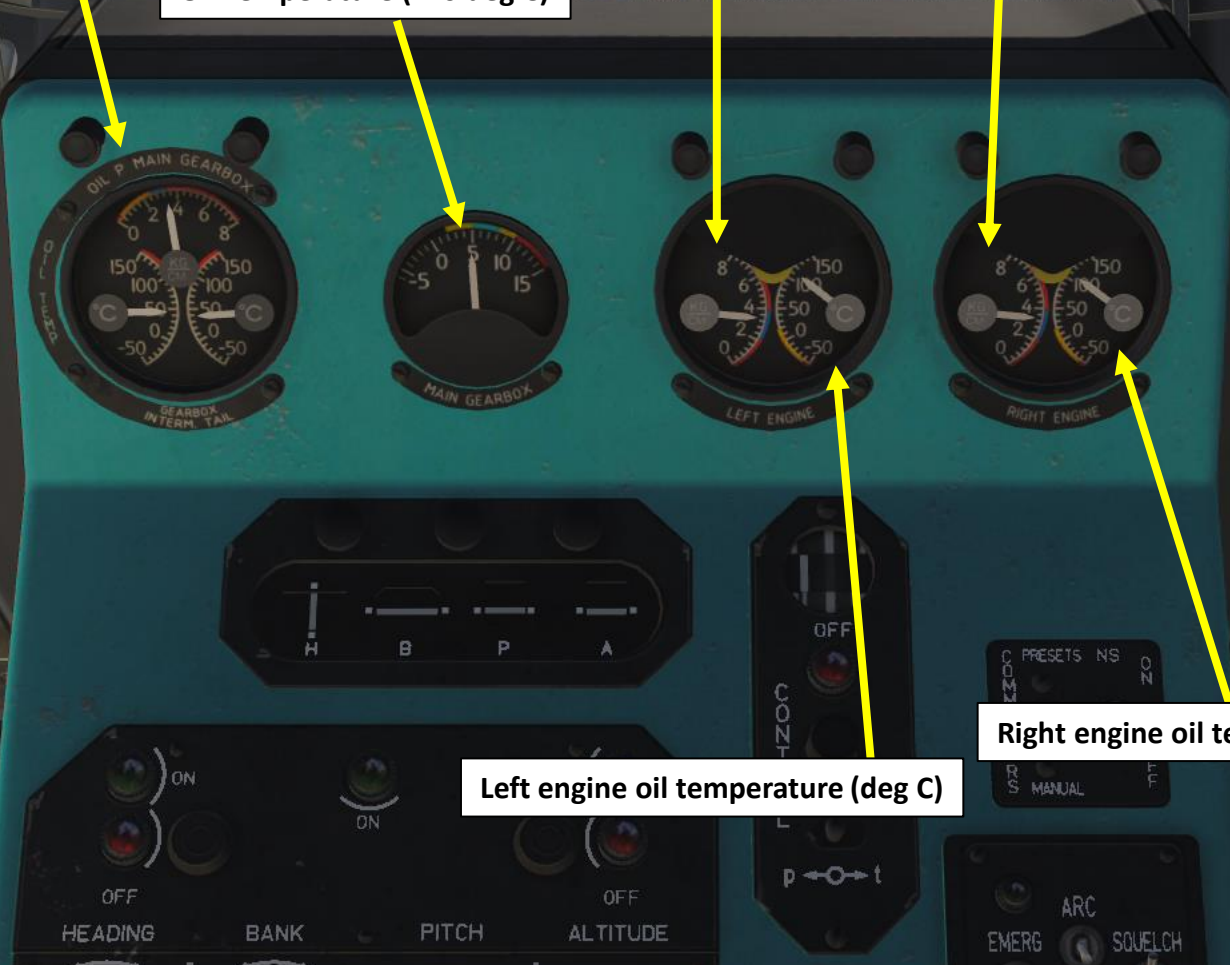 OIL P MAIN GEARBOX
0 2 4 6 8
OIL TEMP
150 100 50 0 -50
150 100 50 0 -50
°C
°C
GEARBOX
INTERM. TAIL
-5 0 5 10 15
MAIN GEARBOX
8 6 4 2 0
150 100 50 0 -50
°C
LEFT ENGINE
8 6 4 2 0
150 100 50 0 -50
°C
RIGHT ENGINE
H B P A
OFF
CONT
L
p t
PRESETS NS
ON
MANUAL
Left engine oil temperature (deg C)
Right engine oil te
ON
OFF
ON
OFF
HEADING BANK PITCH ALTITUDE
ARC
EMERG SQUELCH